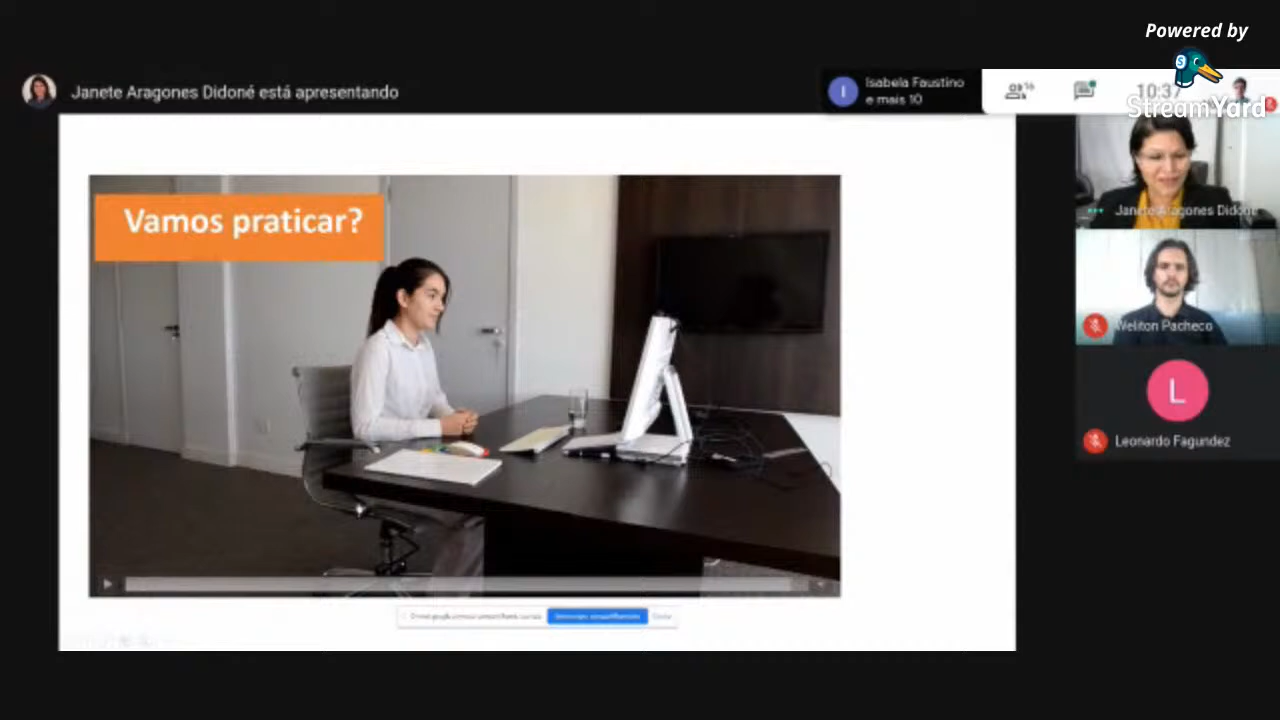 Powered by
StreamYard
Janete Aragones Didoné está apresentando
I
Isabela Faustino
e mais 10
16
10:37
Vamos praticar?
Janete Aragones Didoné
Weliton Pacheco
L
Leonardo Fagundez